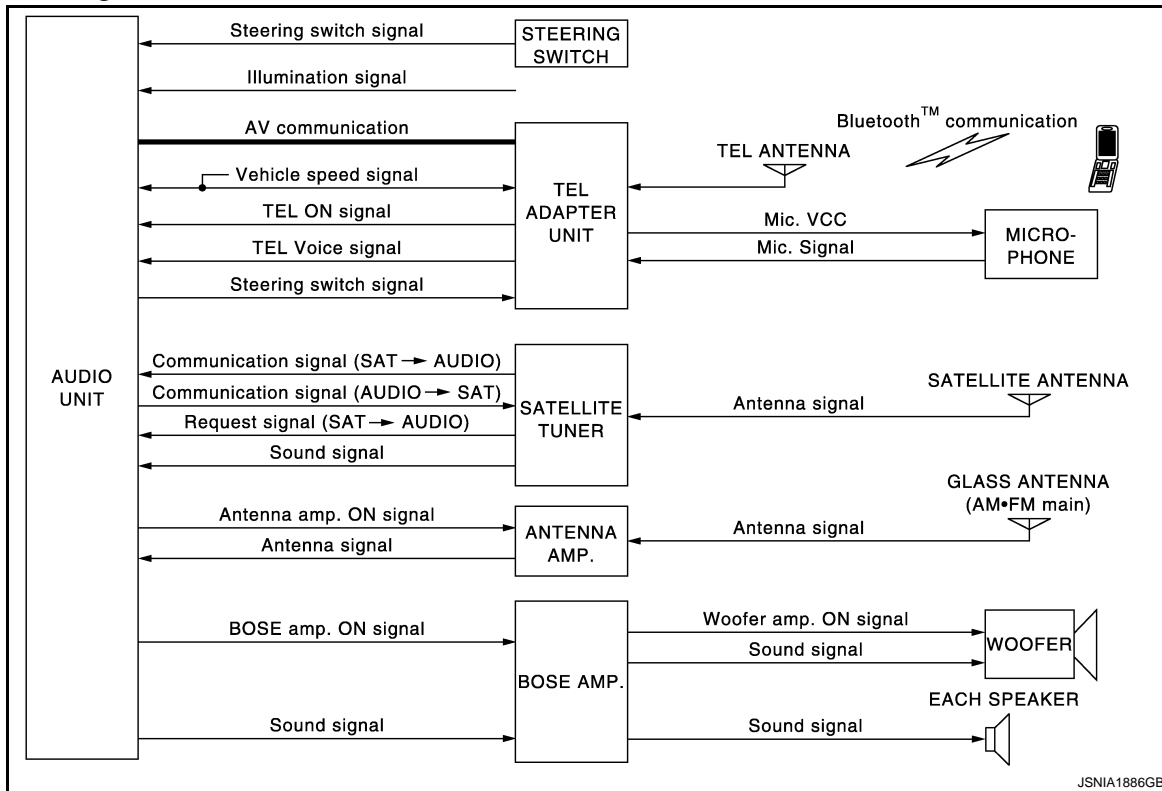 Steering switch signal
STEERING
SWITCH
Illumination signal
AV communication
Bluetooth™ communication
TEL ANTENNA
Vehicle speed signal
TEL
ADAPTER
UNIT
TEL ON signal
Mic. VCC
MICRO-
PHONE
TEL Voice signal
Mic. Signal
Steering switch signal
AUDIO
UNIT
Communication signal (SAT → AUDIO)
Communication signal (AUDIO → SAT)
Request signal (SAT → AUDIO)
Sound signal
SATELLITE
TUNER
Antenna signal
SATELLITE ANTENNA
GLASS ANTENNA
(AM•FM main)
Antenna amp. ON signal
Antenna signal
ANTENNA
AMP.
Antenna signal
BOSE amp. ON signal
BOSE AMP.
Woofer amp. ON signal
Sound signal
WOOFER
EACH SPEAKER
Sound signal
Sound signal
JSNIA1886GB